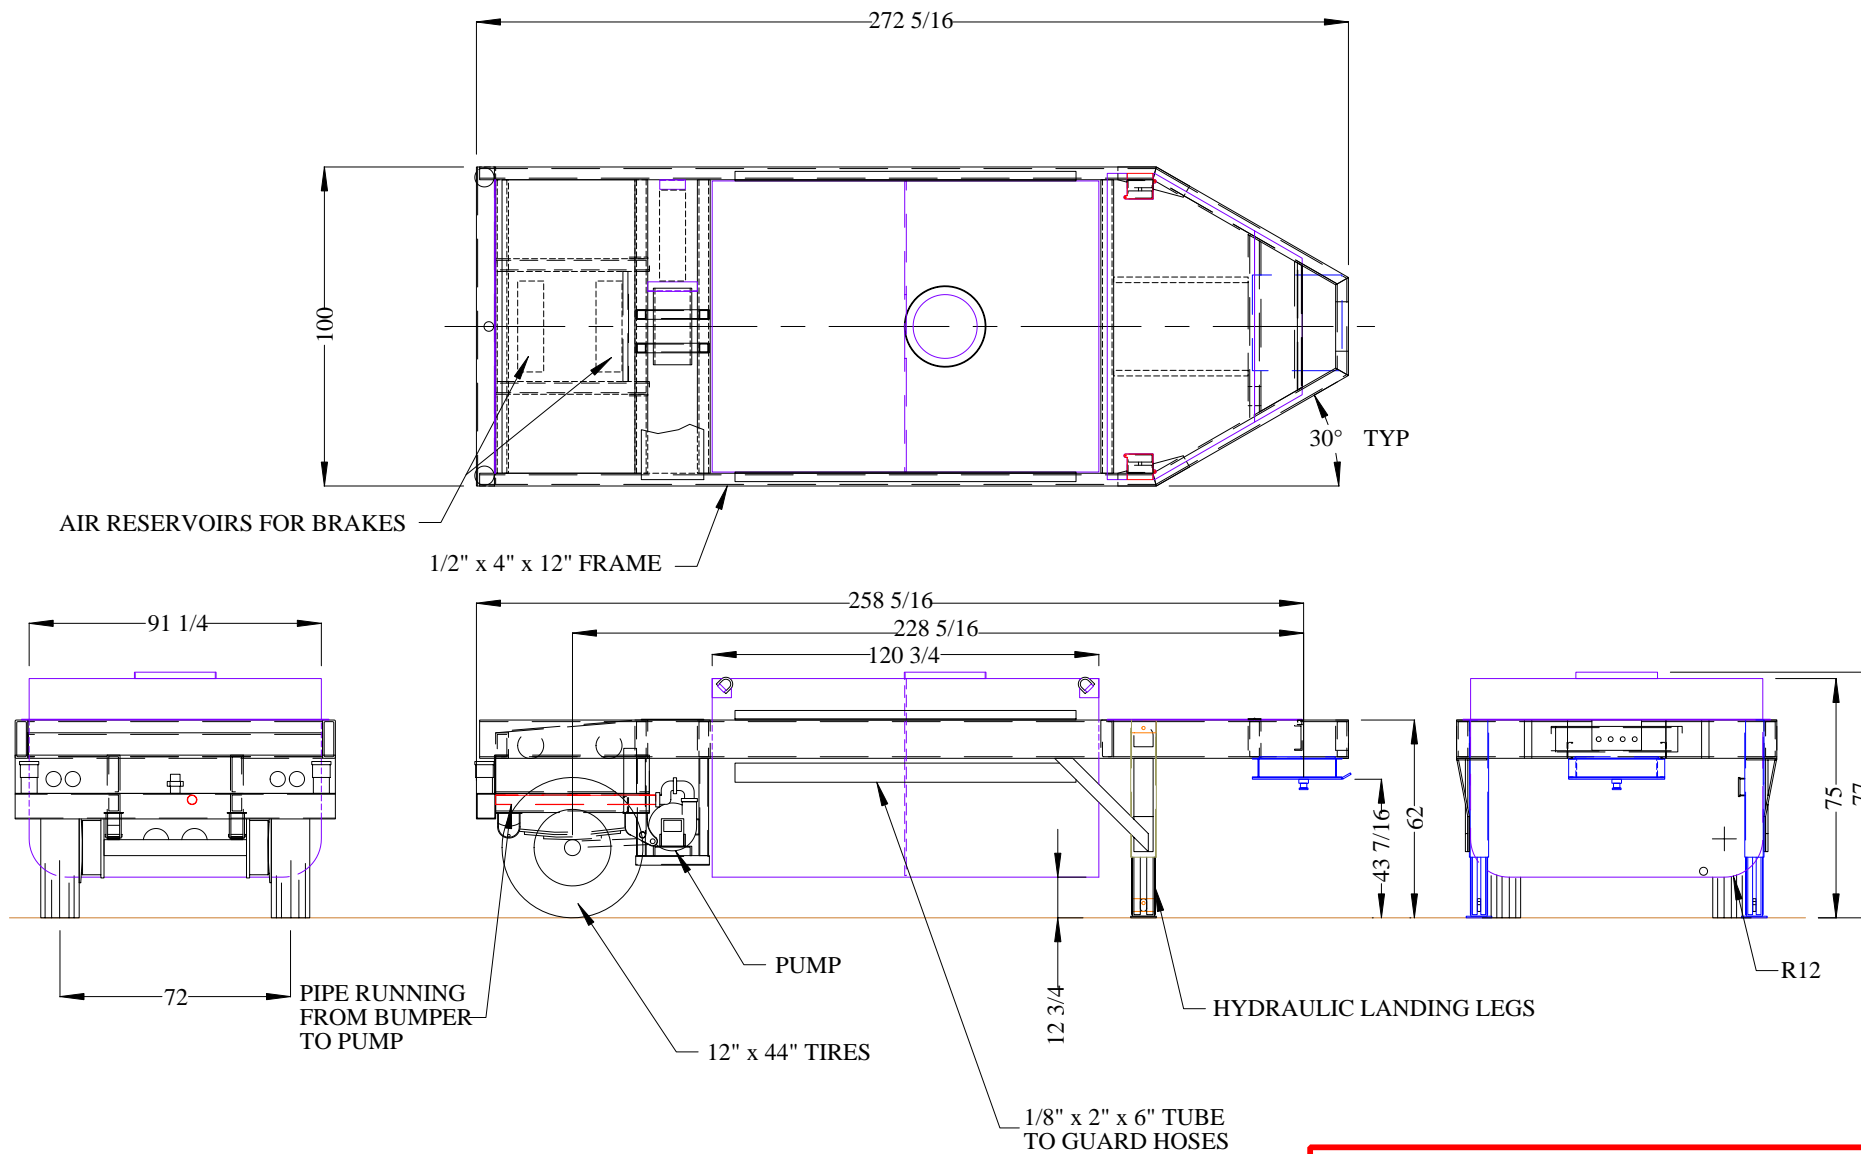 272 5/16
100
30° TYP
AIR RESERVOIRS FOR BRAKES
1/2" x 4" x 12" FRAME
91 1/4
258 5/16
228 5/16
120 3/4
43 7/16
62
75
77
72
PIPE RUNNING
FROM BUMPER
TO PUMP
PUMP
12" x 44" TIRES
12 3/4
HYDRAULIC LANDING LEGS
R12
1/8" x 2" x 6" TUBE
TO GUARD HOSES